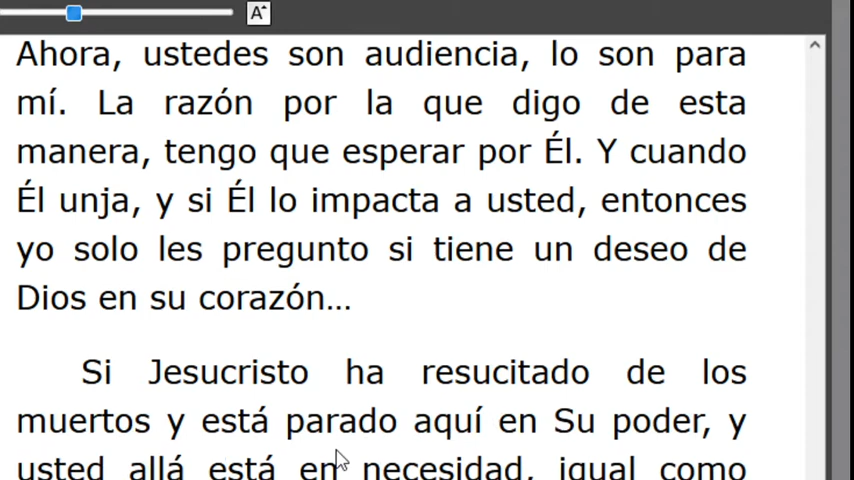 A
Ahora, ustedes son audiencia, lo son para
mí. La razón por la que digo de esta
manera, tengo que esperar por Él. Y cuando
Él unja, y si Él lo impacta a usted, entonces
yo solo les pregunto si tiene un deseo de
Dios en su corazón...
Si Jesucristo ha resucitado de los
muertos y está parado aquí en Su poder, y
usted allá está en necesidad, igual como